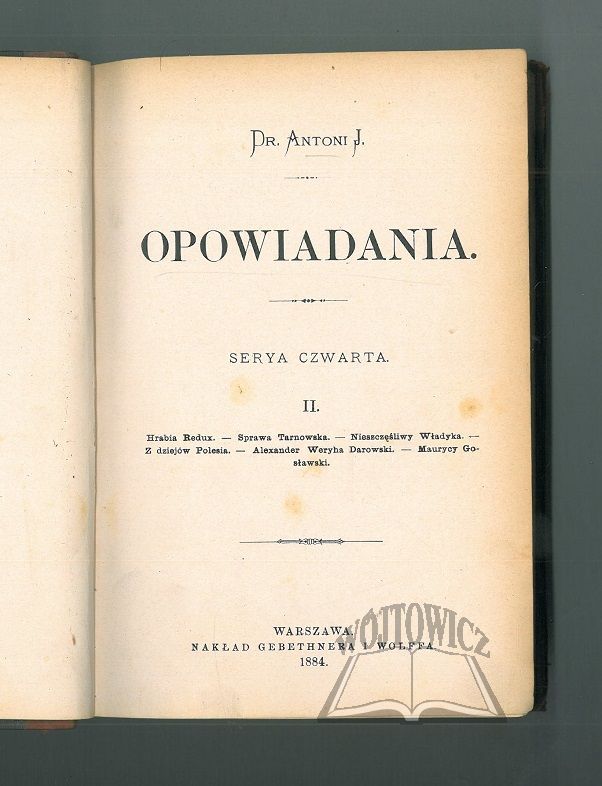 Dr. Antoni J.
OPOWIADANIA.
SERYA CZWARTA.
II.
Hrabia Redux. — Sprawa Tarnowska. — Nieszczęśliwy Władyka. —
Z dziejów Polesia. — Alexander Weryha Darowski. — Maurycy Go-
sławski.
WARSZAWA.
NAKŁAD GEBETHNERA I WOLFFA
1884.
WÓJTOWICZ